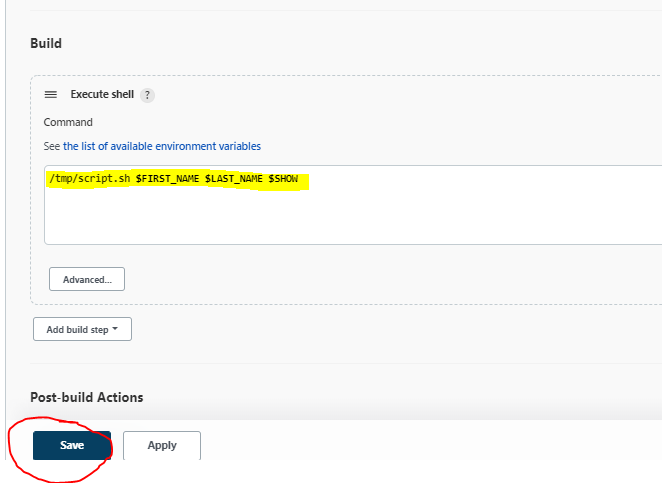 Build
Execute shell ?
Command
See the list of available environment variables
/tmp/script.sh $FIRST_NAME $LAST_NAME $SHOW
Advanced...
Add build step
Post-build Actions
Save Apply